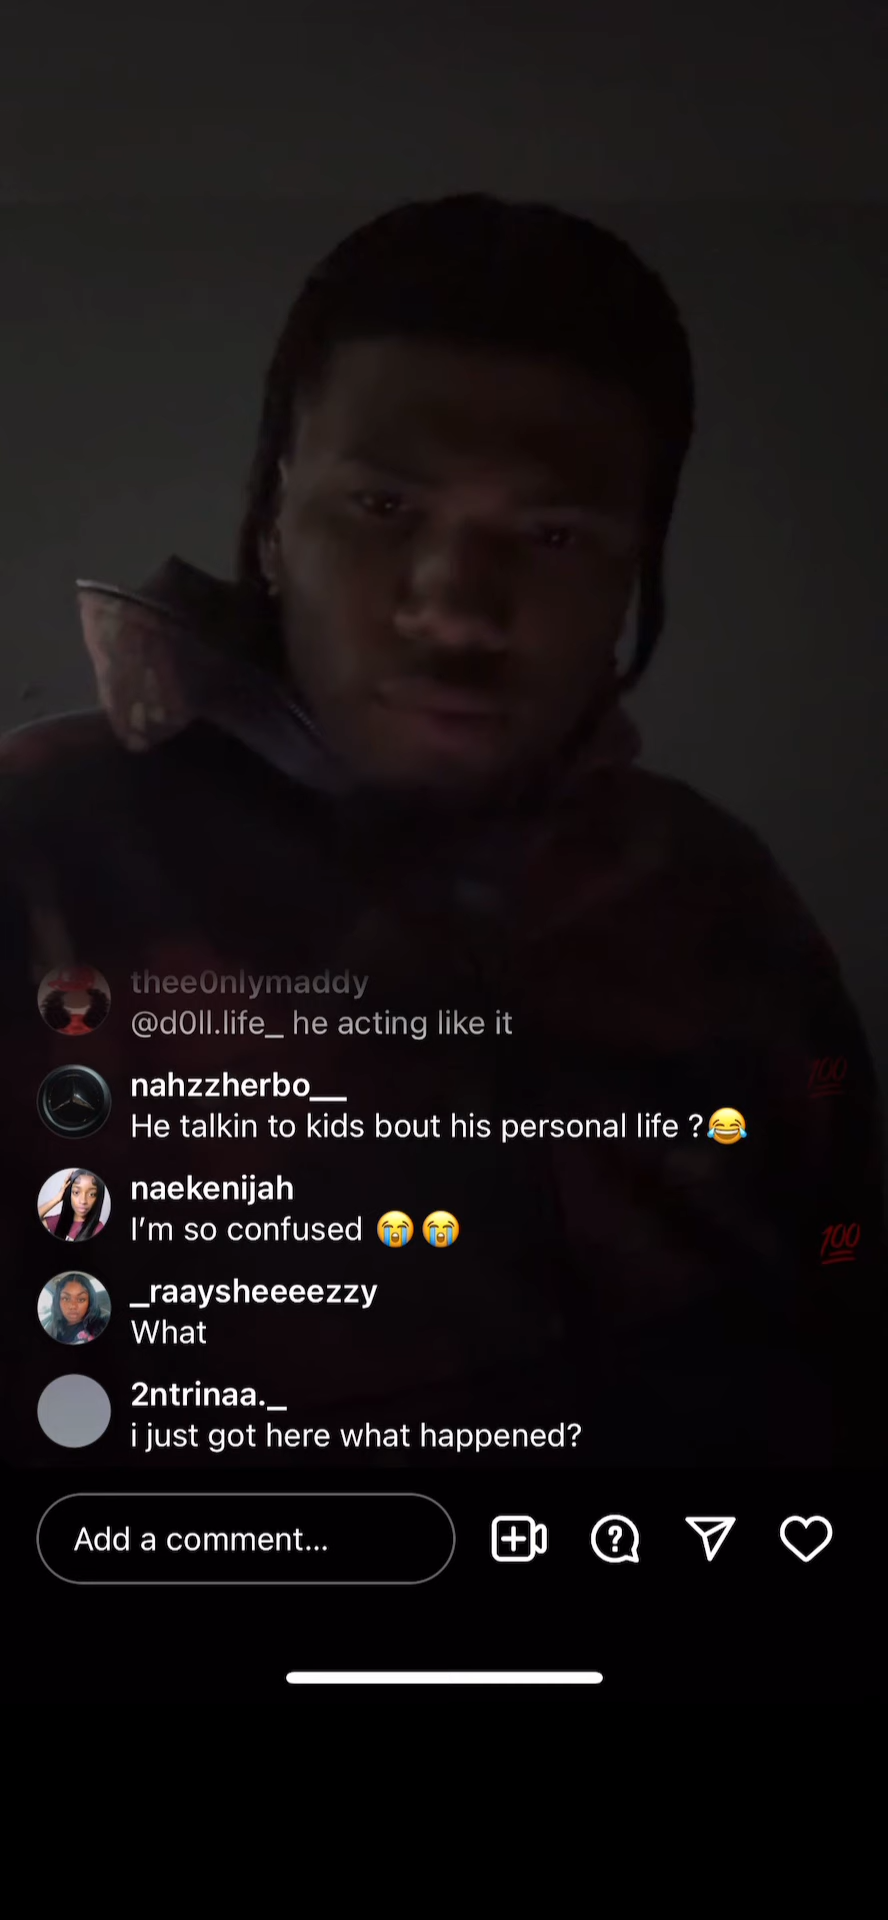 thee0nlymaddy
@d0ll.life_ he acting like it
nahzzherbo__
He talkin to kids bout his personal life ?😂
💯
naekenijah
I'm so confused 😭😭
💯
_raaysheeeezzy
What
2ntrinaa._
i just got here what happened?
Add a comment...